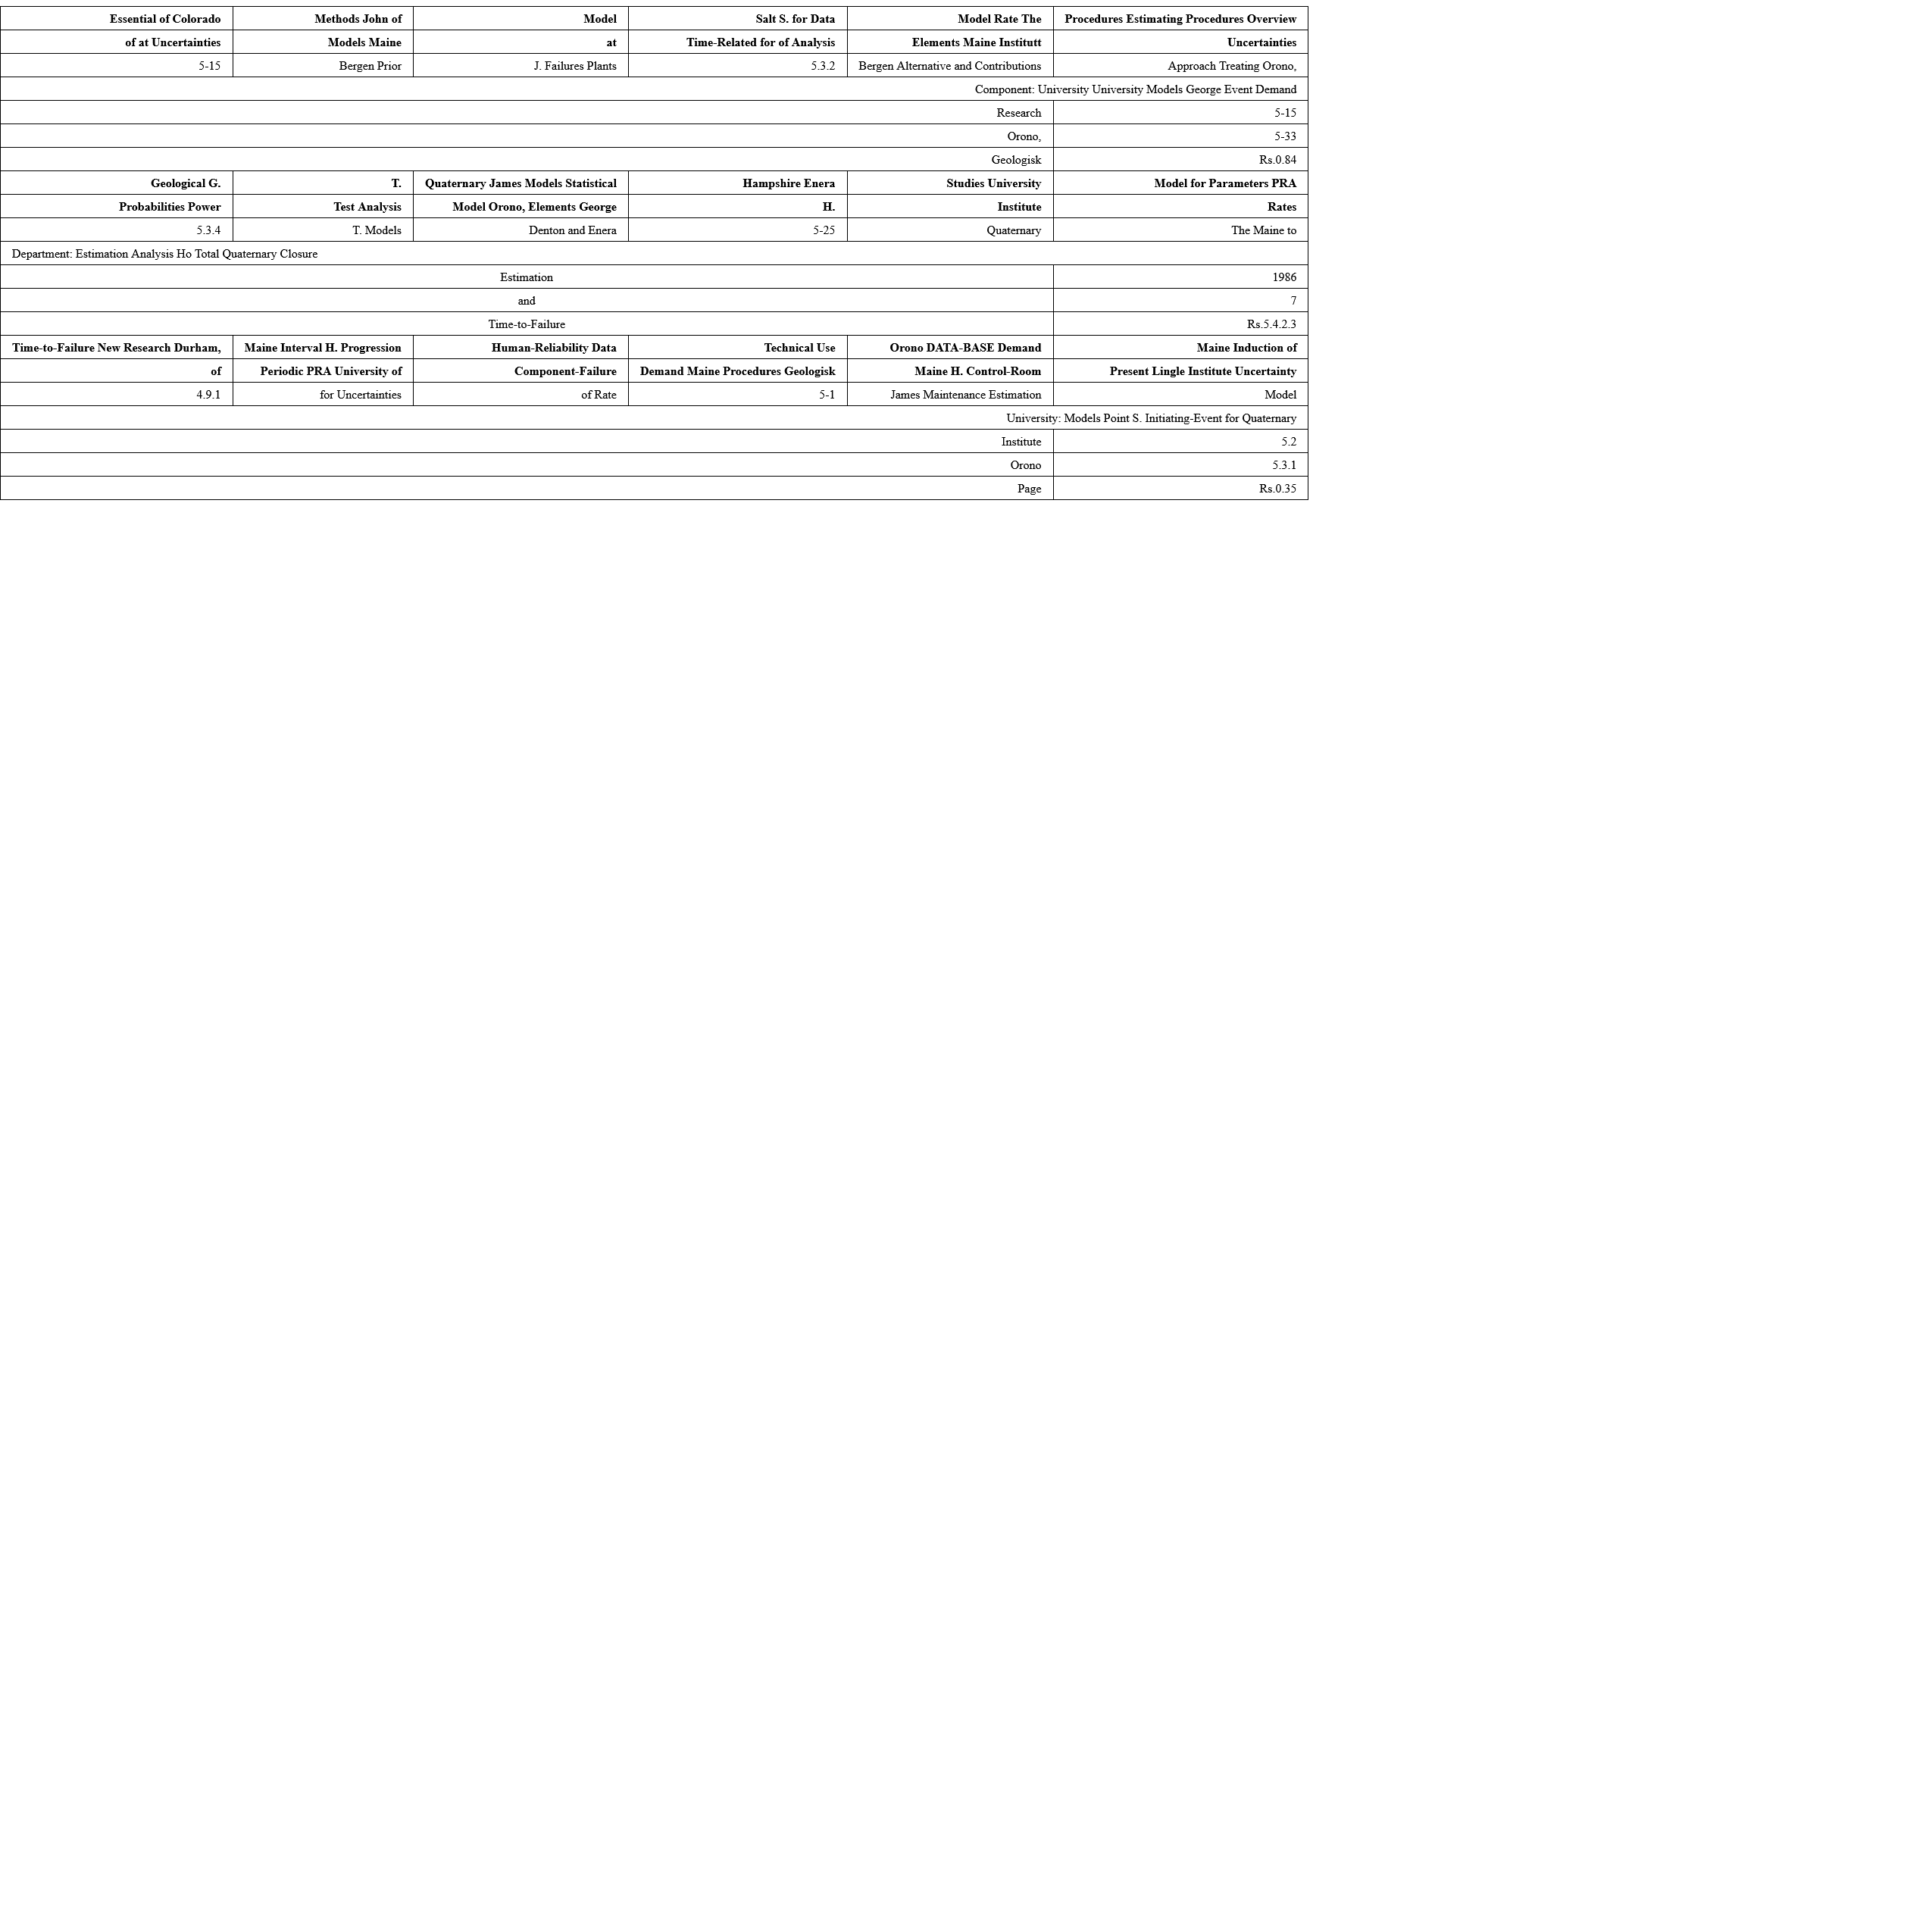 Essential of Colorado Methods John of Model Salt S. for Data Model Rate The Procedures Estimating Procedures Overview
of at Uncertainties Models Maine at Time-Related for of Analysis Elements Maine Institutt Uncertainties
5-15 Bergen Prior J. Failures Plants 5.3.2 Bergen Alternative and Contributions Approach Treating Orono,
Component: University University Models George Event Demand
Research 5-15
Orono, 5-33
Geologisk Rs.0.84
Geological G. T. Quaternary James Models Statistical Hampshire Enera Studies University Model for Parameters PRA
Probabilities Power Test Analysis Model Orono, Elements George H. Institute Rates
5.3.4 T. Models Denton and Enera 5-25 Quaternary The Maine to
Department: Estimation Analysis Ho Total Quaternary Closure
Estimation 1986
and 7
Time-to-Failure Rs.5.4.2.3
Time-to-Failure New Research Durham, Maine Interval H. Progression Human-Reliability Data Technical Use Orono DATA-BASE Demand Maine Induction of
of Periodic PRA University of Component-Failure Demand Maine Procedures Geologisk Maine H. Control-Room Present Lingle Institute Uncertainty
4.9.1 for Uncertainties of Rate 5-1 James Maintenance Estimation Model
University: Models Point S. Initiating-Event for Quaternary
Institute 5.2
Orono 5.3.1
Page Rs.0.35